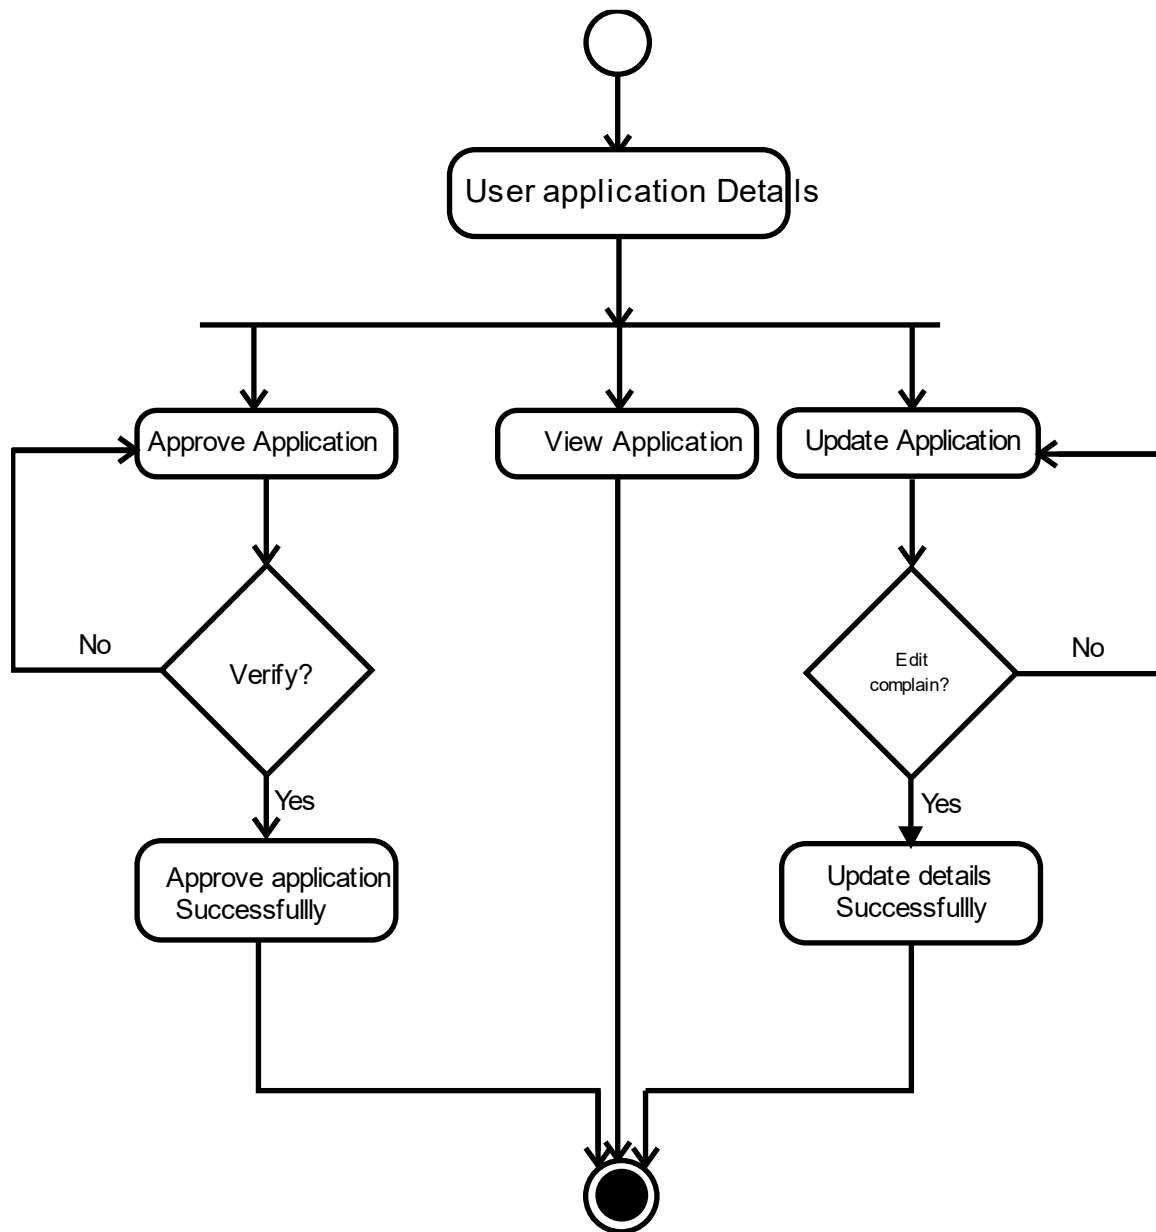 User application Details
Approve Application
View Application
Update Application
No
Verify?
Edit
complain?
No
Yes
Yes
Approve application
Successfullly
Update details
Successfullly